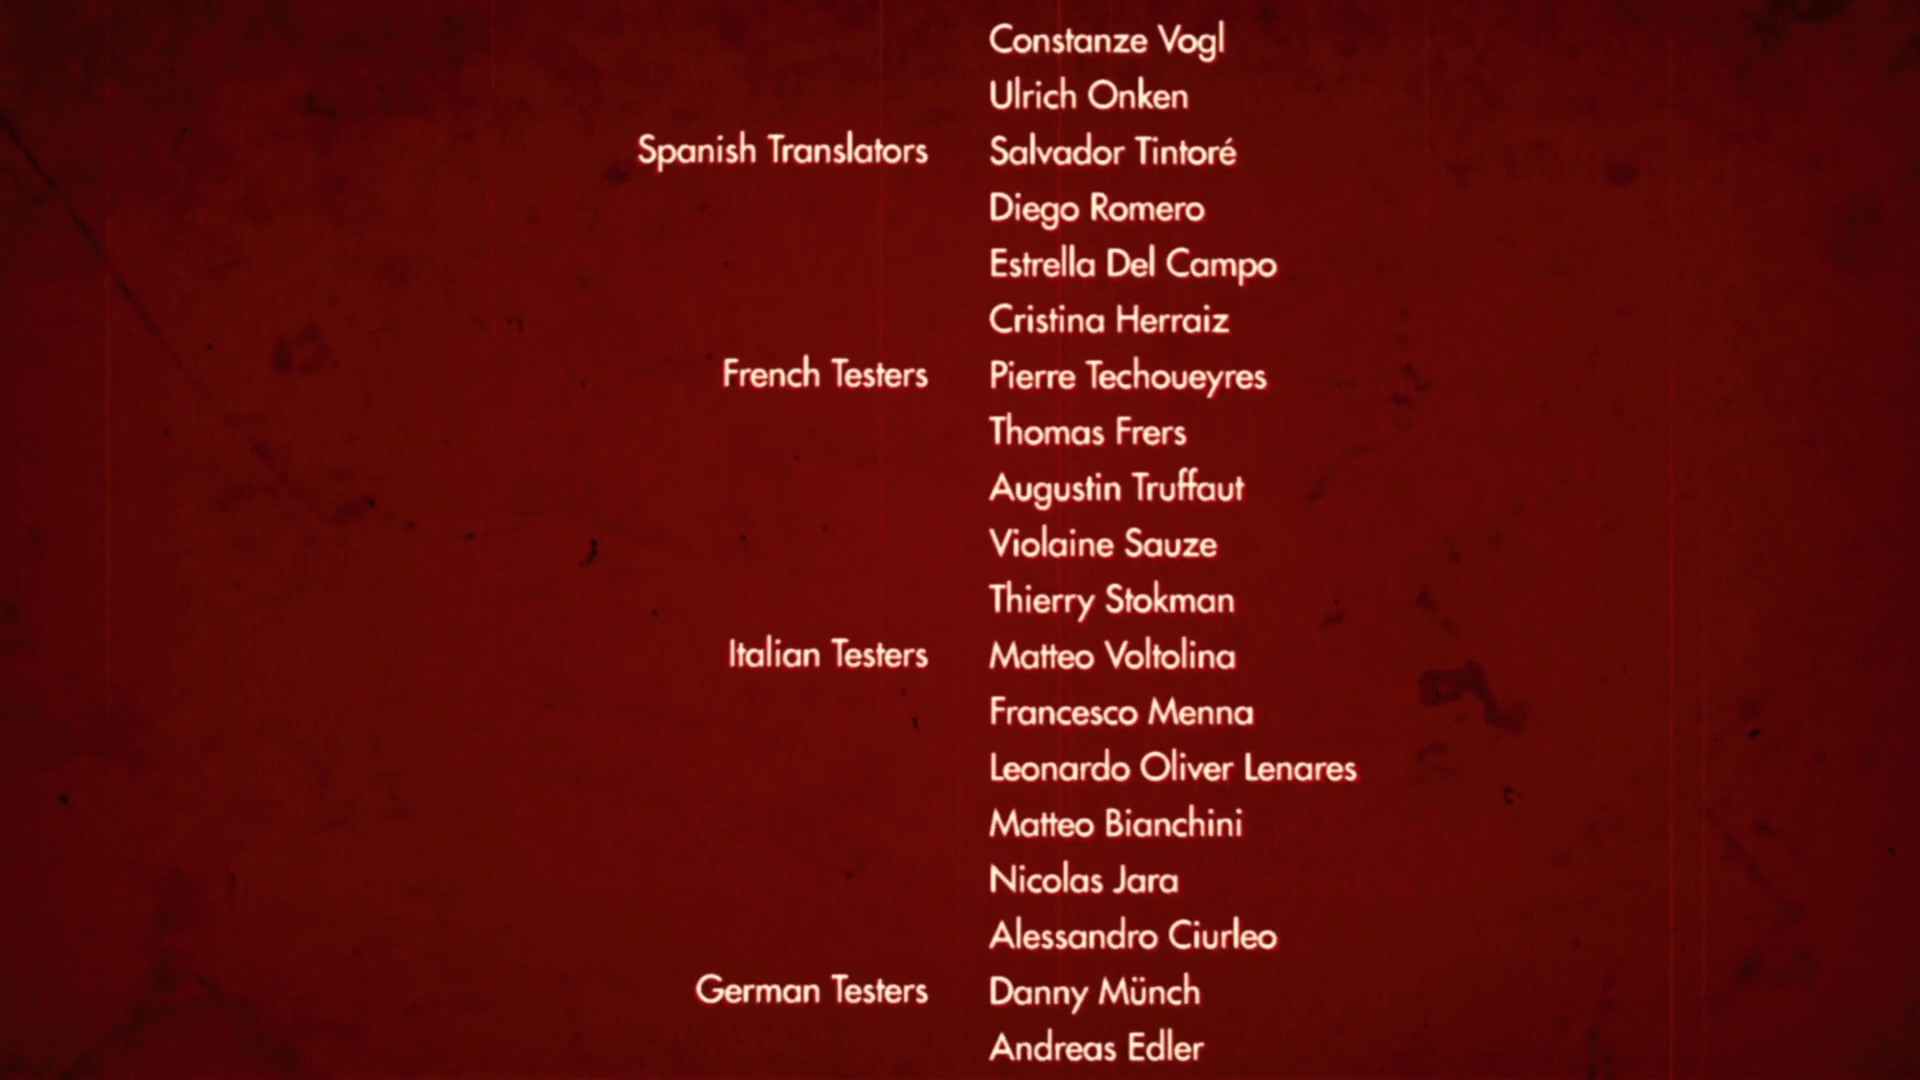 Constanze Vogl
Ulrich Onken
Spanish Translators Salvador Tintoré
Diego Romero
Estrella Del Campo
Cristina Herraiz
French Testers Pierre Techoueyres
Thomas Frers
Augustin Truffaut
Violaine Sauze
Thierry Stokman
Italian Testers Matteo Voltolina
Francesco Menna
Leonardo Oliver Lenares
Matteo Bianchini
Nicolas Jara
Alessandro Ciurleo
German Testers Danny Münch
Andreas Edler